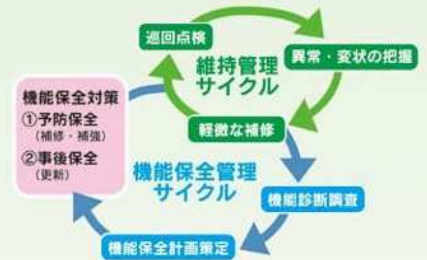 巡回点検
異常・変状の把握
維持管理
サイクル
軽微な補修
機能保全対策
①予防保全
(補修・補強)
②事後保全
(更新)
機能保全管理
サイクル
機能診断調査
機能保全計画策定